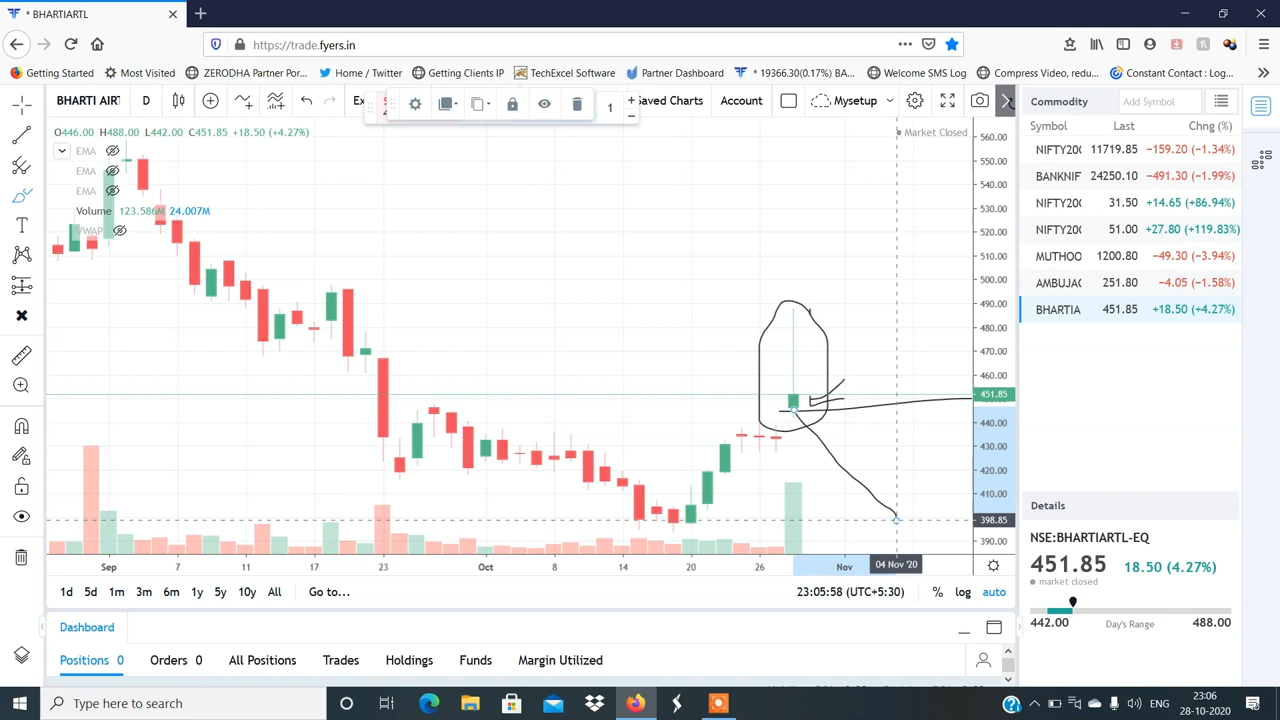 * BHARTIARTL
https://trade.fyers.in
Getting Started Most Visited ZERODHA Partner Por... Home / Twitter Getting Clients IP TechExcel Software Partner Dashboard * 19366.30(0.17%) BA... Welcome SMS Log Compress Video, redu... Constant Contact : Log...
BHARTI AIR D 1 Saved Charts Account Mysetup
O446.00 H488.00 L442.00 C451.85 +18.50 (+4.27%)
Market Closed
EMA
EMA
EMA
Volume 123.586M 24.007M
VWAP
560.00
550.00
540.00
530.00
520.00
510.00
500.00
490.00
480.00
470.00
460.00
451.85
440.00
430.00
420.00
410.00
398.85
390.00
Sep 7 11 17 23 Oct 8 14 20 26 Nov 04 Nov '20
1d 5d 1m 3m 6m 1y 5y 10y All Go to... 23:05:58 (UTC+5:30) % log auto
Dashboard
Positions 0 Orders 0 All Positions Trades Holdings Funds Margin Utilized
Commodity Add Symbol
Symbol Last Chng (%)
NIFTY20 11719.85 −159.20 (−1.34%)
BANKNIF 24250.10 −491.30 (−1.99%)
NIFTY20 31.50 +14.65 (+86.94%)
NIFTY20 51.00 +27.80 (+119.83%)
MUTHOO 1200.80 −49.30 (−3.94%)
AMBUJA 251.80 −4.05 (−1.58%)
BHARTIA 451.85 +18.50 (+4.27%)
Details
NSE:BHARTIARTL-EQ
451.85 18.50 (4.27%)
market closed
442.00 Day's Range 488.00
Type here to search
ENG
23:06
28-10-2020